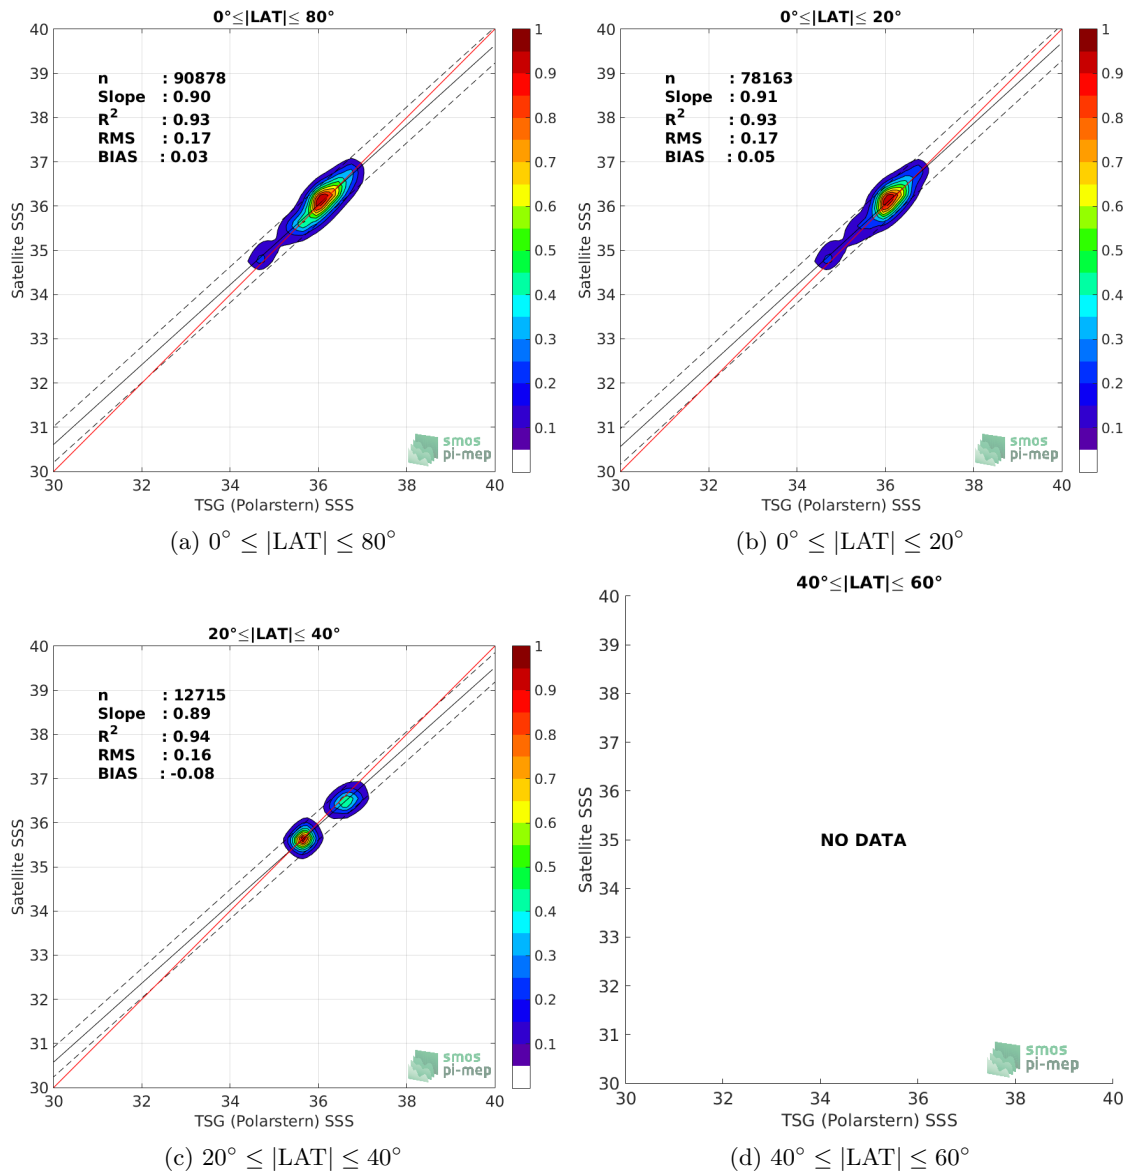 0°≤|LAT|≤ 80°
40
39
38
37
36
35
34
33
32
31
30
Satellite SSS
n : 90878
Slope : 0.90
R2 : 0.93
RMS : 0.17
BIAS : 0.03
1
0.9
0.8
0.7
0.6
0.5
0.4
0.3
0.2
0.1
smos
pi-mep
30 32 34 36 38 40
TSG (Polarstern) SSS
(a) 0° ≤ |LAT| ≤ 80°
0°≤|LAT|≤ 20°
40
39
38
37
36
35
34
33
32
31
30
Satellite SSS
n : 78163
Slope : 0.91
R2 : 0.93
RMS : 0.17
BIAS : 0.05
1
0.9
0.8
0.7
0.6
0.5
0.4
0.3
0.2
0.1
smos
pi-mep
30 32 34 36 38 40
TSG (Polarstern) SSS
(b) 0° ≤ |LAT| ≤ 20°
20°≤|LAT|≤ 40°
40
39
38
37
36
35
34
33
32
31
30
Satellite SSS
n : 12715
Slope : 0.89
R2 : 0.94
RMS : 0.16
BIAS : -0.08
1
0.9
0.8
0.7
0.6
0.5
0.4
0.3
0.2
0.1
smos
pi-mep
30 32 34 36 38 40
TSG (Polarstern) SSS
(c) 20° ≤ |LAT| ≤ 40°
40°≤|LAT|≤ 60°
40
39
38
37
36
35
34
33
32
31
30
Satellite SSS
NO DATA
smos
pi-mep
30 32 34 36 38 40
TSG (Polarstern) SSS
(d) 40° ≤ |LAT| ≤ 60°